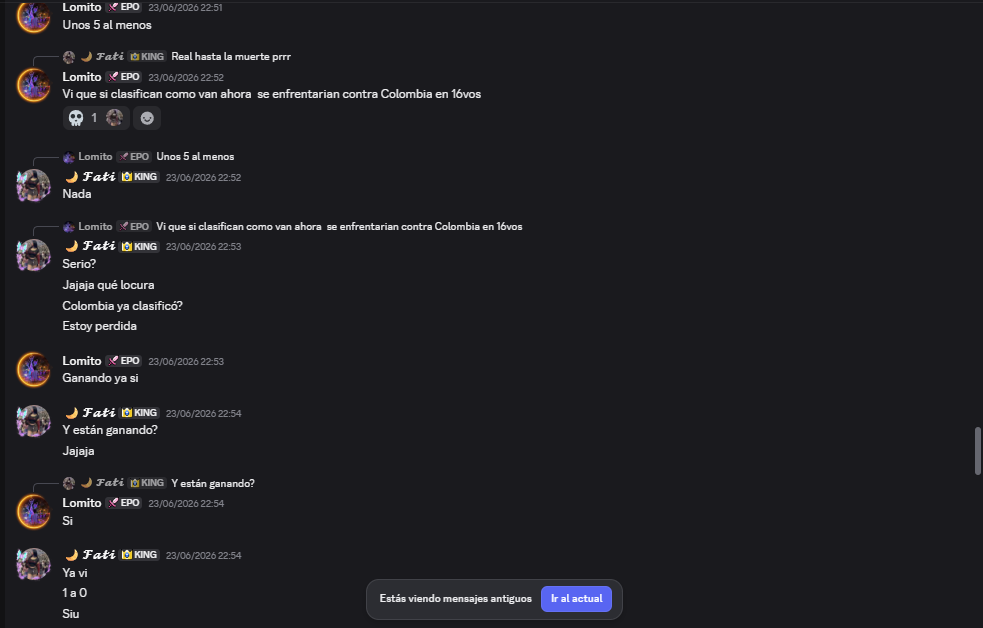 Lomito EPO 23/06/2026 22:51
Unos 5 al menos
Fati KING Real hasta la muerte prrr
Lomito EPO 23/06/2026 22:52
Vi que si clasifican como van ahora se enfrentarian contra Colombia en 16vos
1
Lomito EPO Unos 5 al menos
Fati KING 23/06/2026 22:52
Nada
Lomito EPO Vi que si clasifican como van ahora se enfrentarian contra Colombia en 16vos
Fati KING 23/06/2026 22:53
Serio?
Jajaja qué locura
Colombia ya clasificó?
Estoy perdida
Lomito EPO 23/06/2026 22:53
Ganando ya si
Fati KING 23/06/2026 22:54
Y están ganando?
Jajaja
Fati KING Y están ganando?
Lomito EPO 23/06/2026 22:54
Si
Fati KING 23/06/2026 22:54
Ya vi
1 a 0
Siu
Estás viendo mensajes antiguos Ir al actual